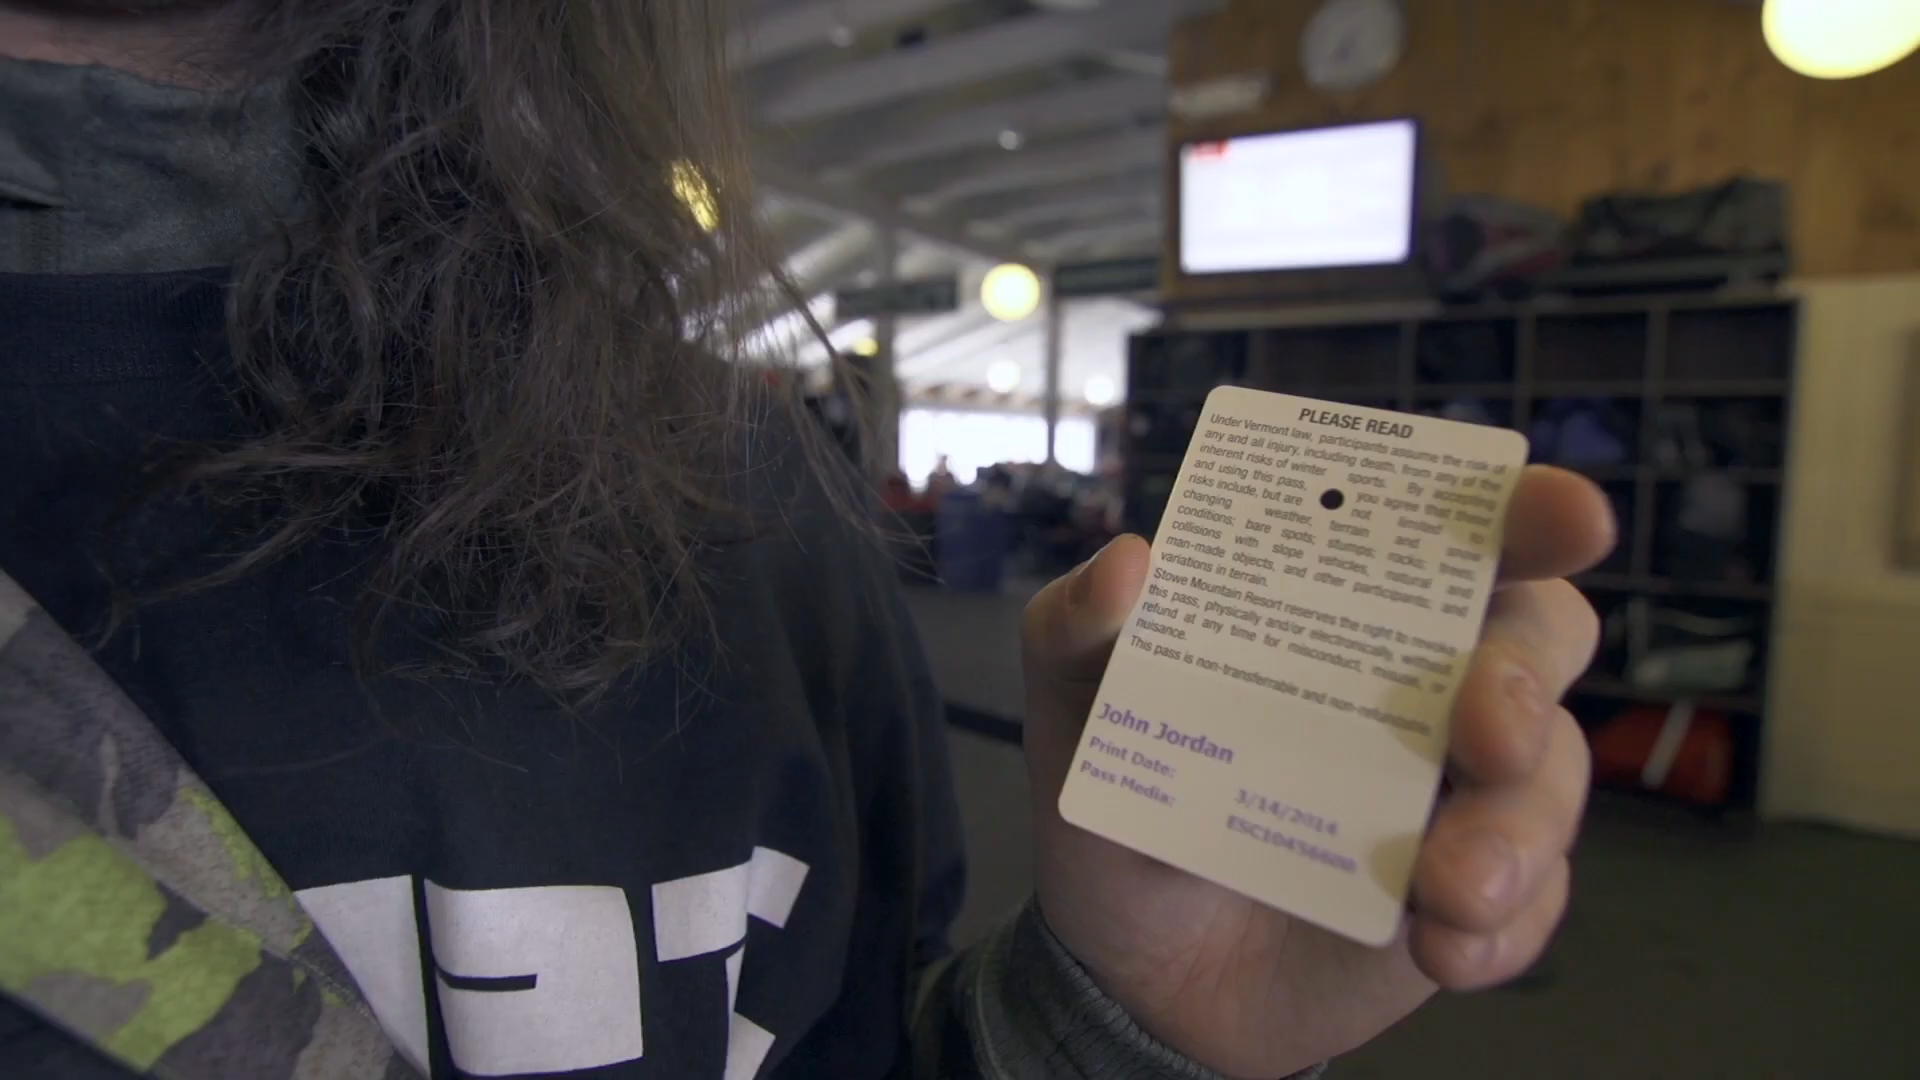 PLEASE READ
Under Vermont law, participants assume the risk of
any and all injury, including death, from any of the
inherent risks of winter sports. By accepting
and using this pass, you agree that these
risks include, but are not limited to
changing weather, terrain and snow
conditions; bare spots; stumps; rocks; trees;
collisions with slope vehicles, natural and
man-made objects, and other participants; and
variations in terrain.
Stowe Mountain Resort reserves the right to revoke
this pass, physically and/or electronically, without
refund at any time for misconduct, misuse, or
nuisance.
This pass is non-transferrable and non-refundable.
John Jordan
Print Date: 3/14/2014
Pass Media: